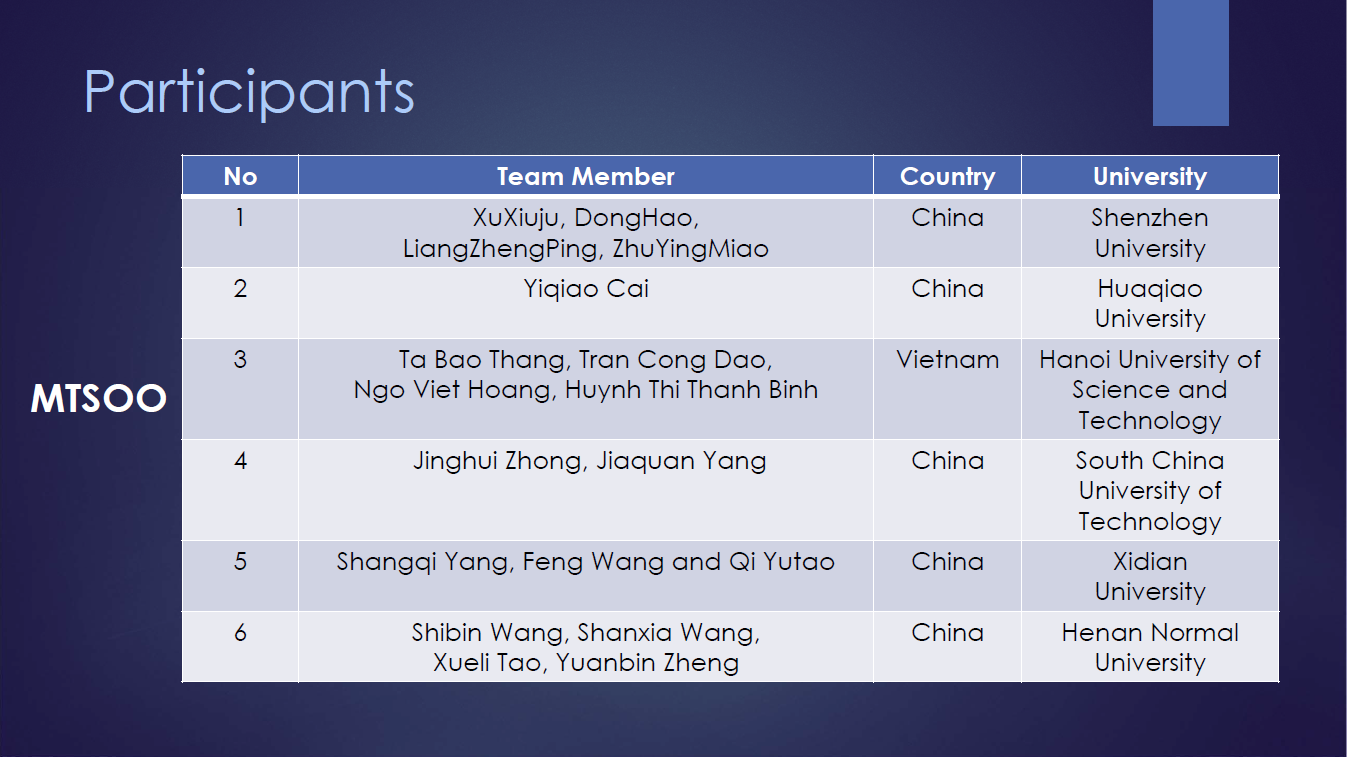 Participants
No Team Member Country University
1 XuXiuju, DongHao, China Shenzhen
LiangZhengPing, ZhuYingMiao University
2 Yiqiao Cai China Huaqiao
University
3 Ta Bao Thang, Tran Cong Dao, Vietnam Hanoi University of
Ngo Viet Hoang, Huynh Thi Thanh Binh Science and
MTSOO
Technology
4 Jinghui Zhong, Jiaquan Yang China South China
University of
Technology
5 Shangqi Yang, Feng Wang and Qi Yutao China Xidian
University
6 Shibin Wang, Shanxia Wang, China Henan Normal
Xueli Tao, Yuanbin Zheng University